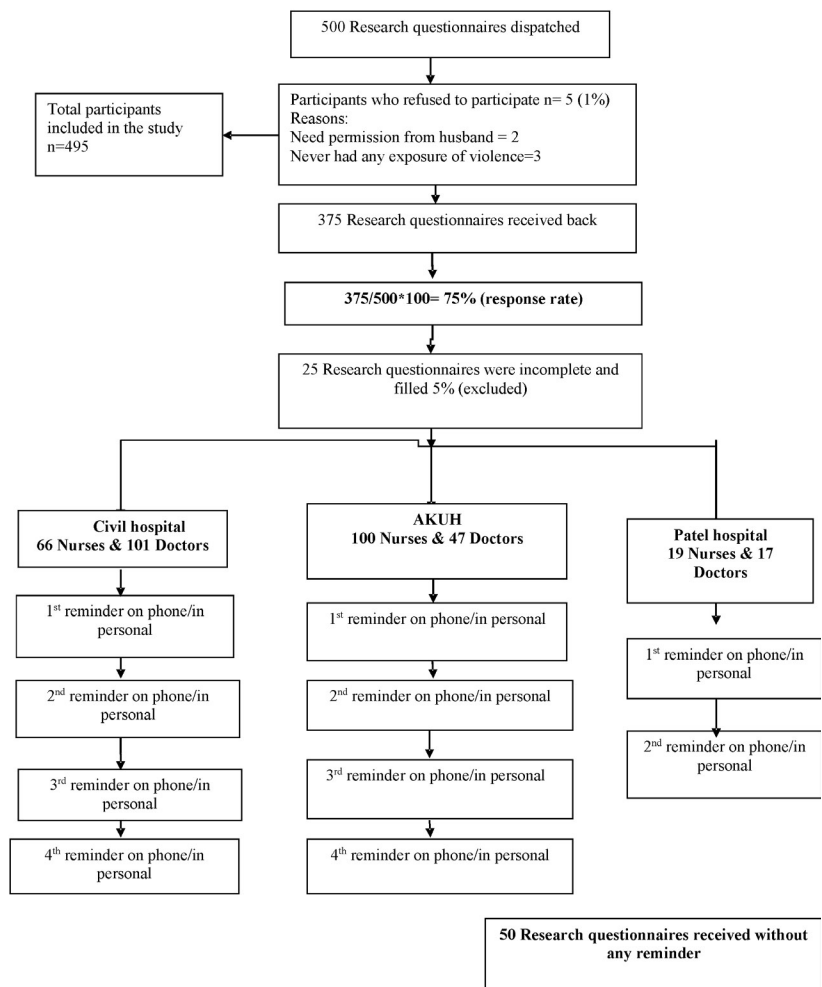 500 Research questionnaires dispatched
Total participants
included in the study
n=495
Participants who refused to participate n= 5 (1%)
Reasons:
Need permission from husband = 2
Never had any exposure of violence=3
375 Research questionnaires received back
375/500*100= 75% (response rate)
25 Research questionnaires were incomplete and
filled 5% (excluded)
Civil hospital
66 Nurses & 101 Doctors
1st reminder on phone/in
personal
2nd reminder on phone/in
personal
3rd reminder on phone/in
personal
4th reminder on phone/in
personal
AKUH
100 Nurses & 47 Doctors
1st reminder on phone/in personal
2nd reminder on phone/in personal
3rd reminder on phone/in personal
4th reminder on phone/in personal
Patel hospital
19 Nurses & 17
Doctors
1st reminder on phone/in
personal
2nd reminder on phone/in
personal
50 Research questionnaires received without
any reminder